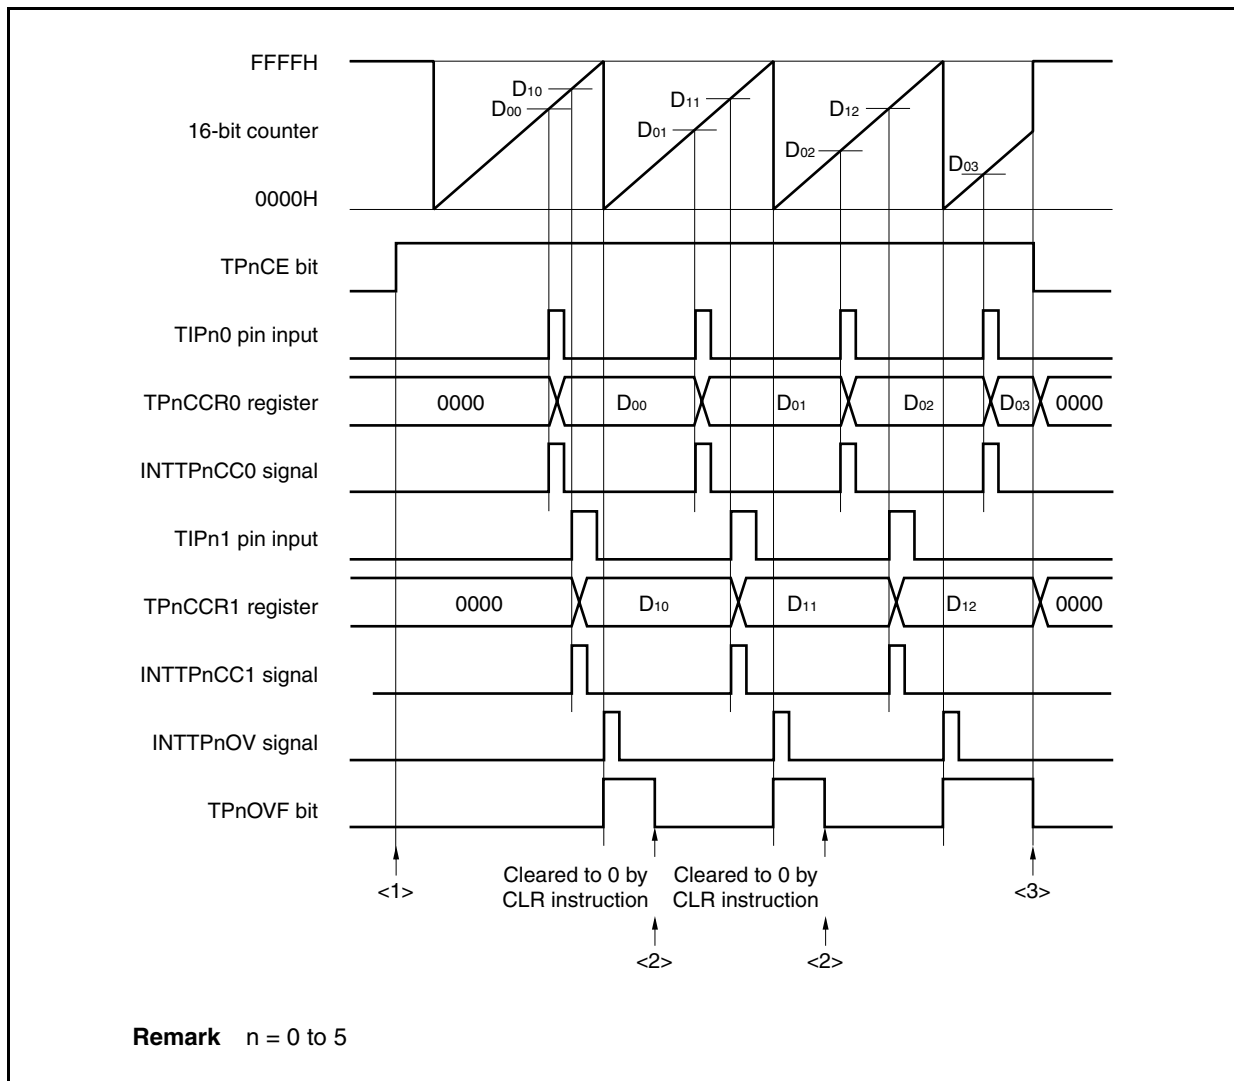 FFFFH
D10
D00
D11
D01
D12
D02
D03
16-bit counter
0000H
TPnCE bit
TIPn0 pin input
TPnCCR0 register
0000
D00
D01
D02
D03
0000
INTTPnCC0 signal
TIPn1 pin input
TPnCCR1 register
0000
D10
D11
D12
0000
INTTPnCC1 signal
INTTPnOV signal
TPnOVF bit
<1>
Cleared to 0 by
CLR instruction
Cleared to 0 by
CLR instruction
<3>
<2>
<2>
Remark n = 0 to 5